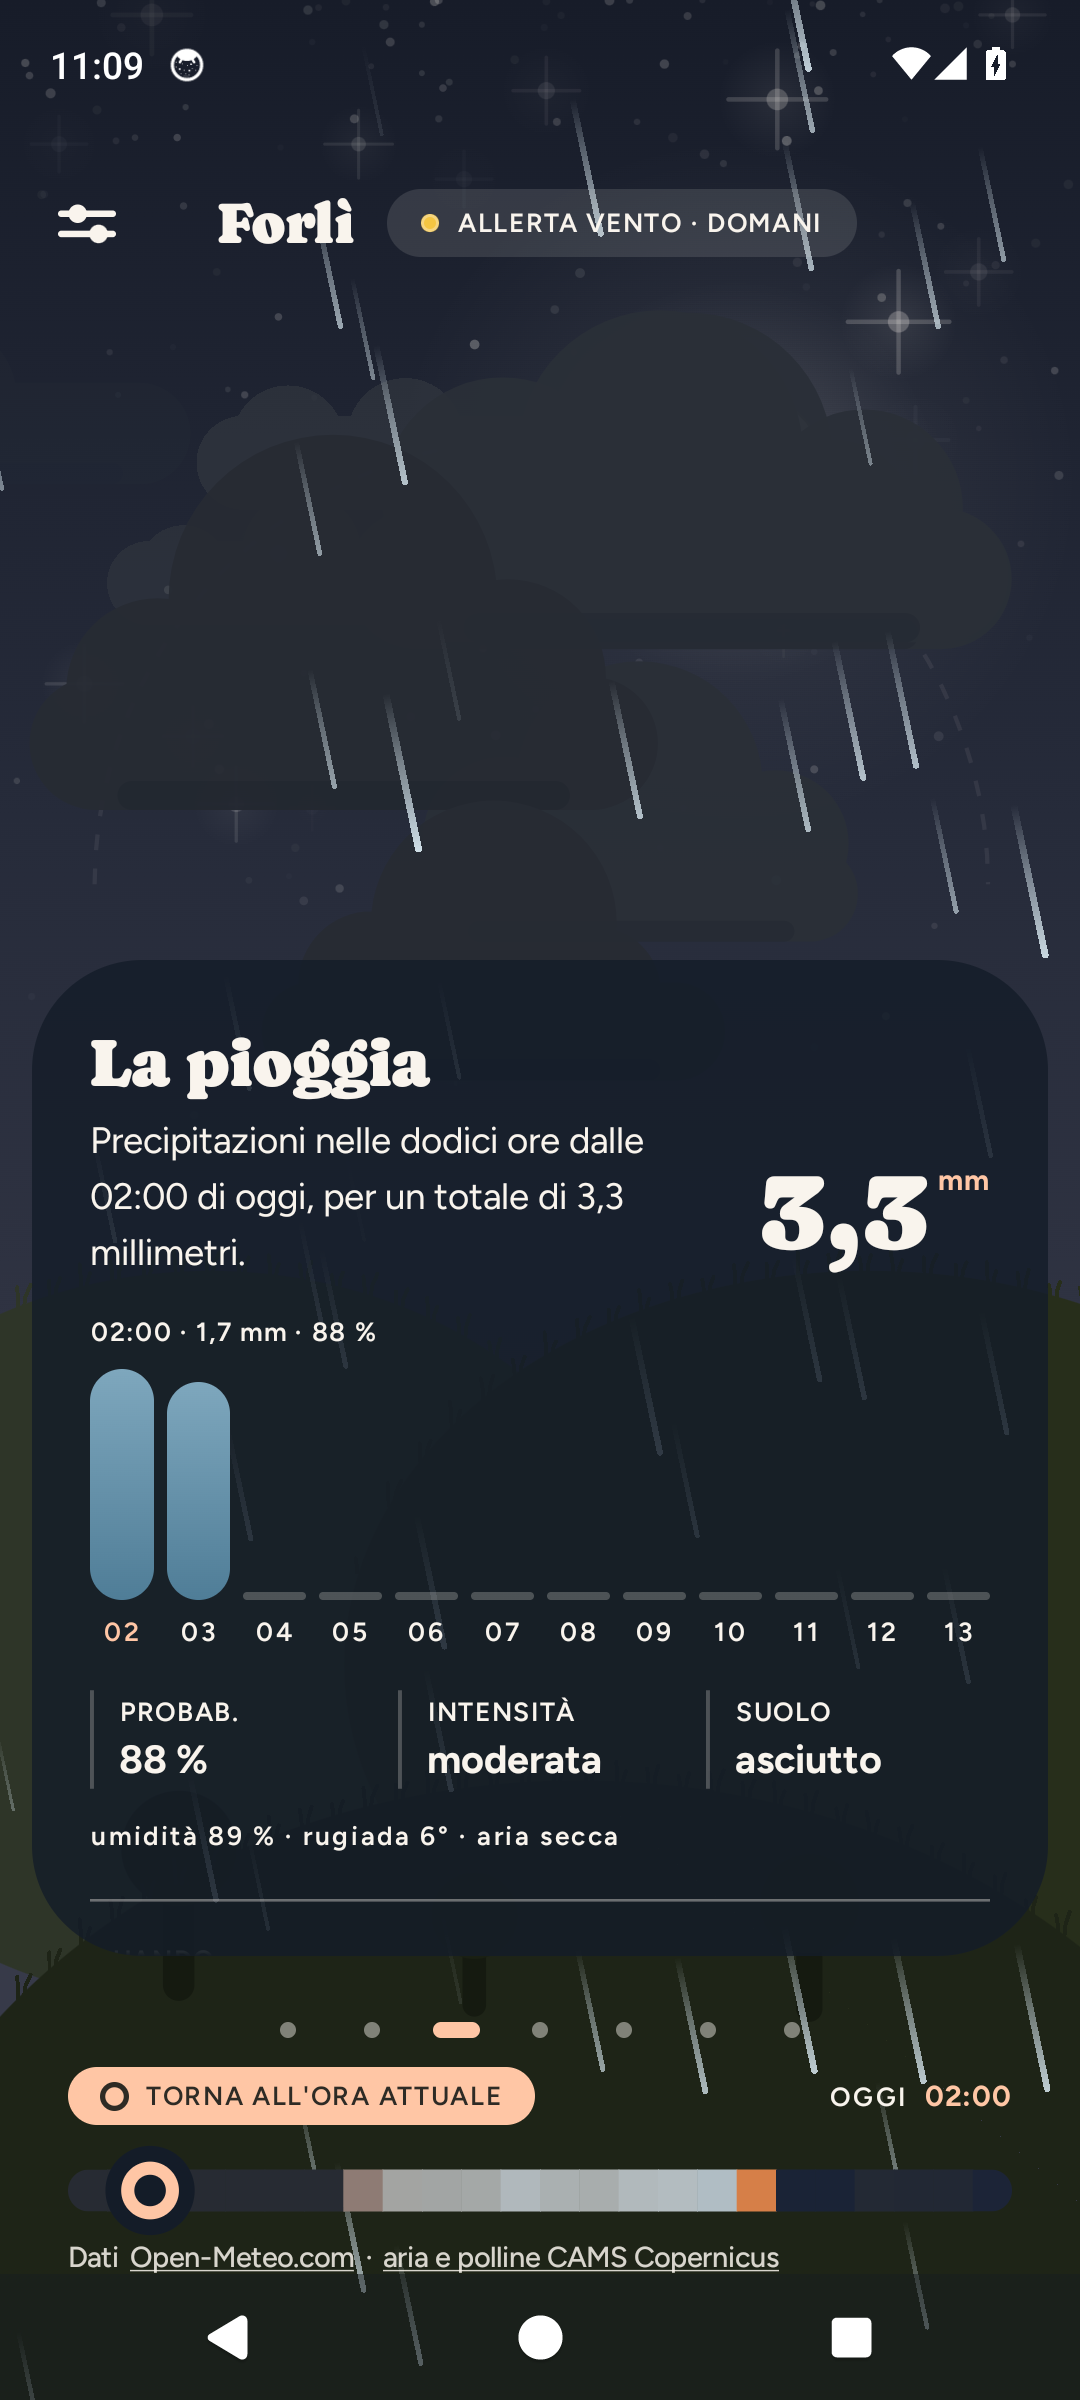 11:09
Forlì
ALLERTA VENTO · DOMANI
La pioggia
Precipitazioni nelle dodici ore dalle
02:00 di oggi, per un totale di 3,3
millimetri.
3,3 mm
02:00 · 1,7 mm · 88 %
02 03 04 05 06 07 08 09 10 11 12 13
PROBAB. INTENSITÀ SUOLO
88 % moderata asciutto
umidità 89 % · rugiada 6° · aria secca
TORNA ALL'ORA ATTUALE
OGGI 02:00
Dati Open-Meteo.com · aria e polline CAMS Copernicus